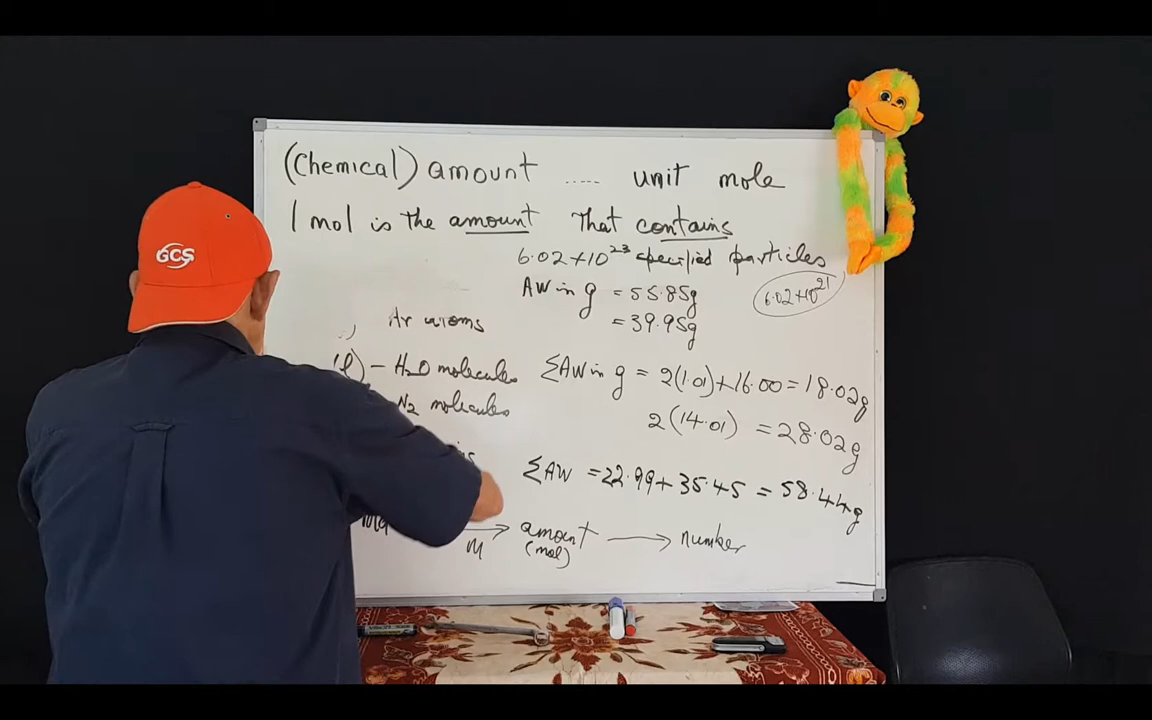 GCS
(Chemical) amount ..... unit mole
1 mol is the amount that contains
6.02+10²³ specified particles
6.02+10²¹
AW in g = 55.85g
Ar atoms = 39.95g
(l) - H₂O molecules ΣAW in g = 2(1.01)+16.00=18.02g
N₂ molecules 2(14.01) = 28.02g
ΣAW = 22.99+35.45 = 58.44g
M → amount (mol) → number